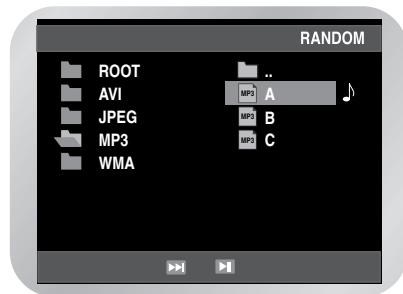 RANDOM
ROOT
AVI
JPEG
MP3
WMA
..
MP3 A
MP3 B
MP3 C